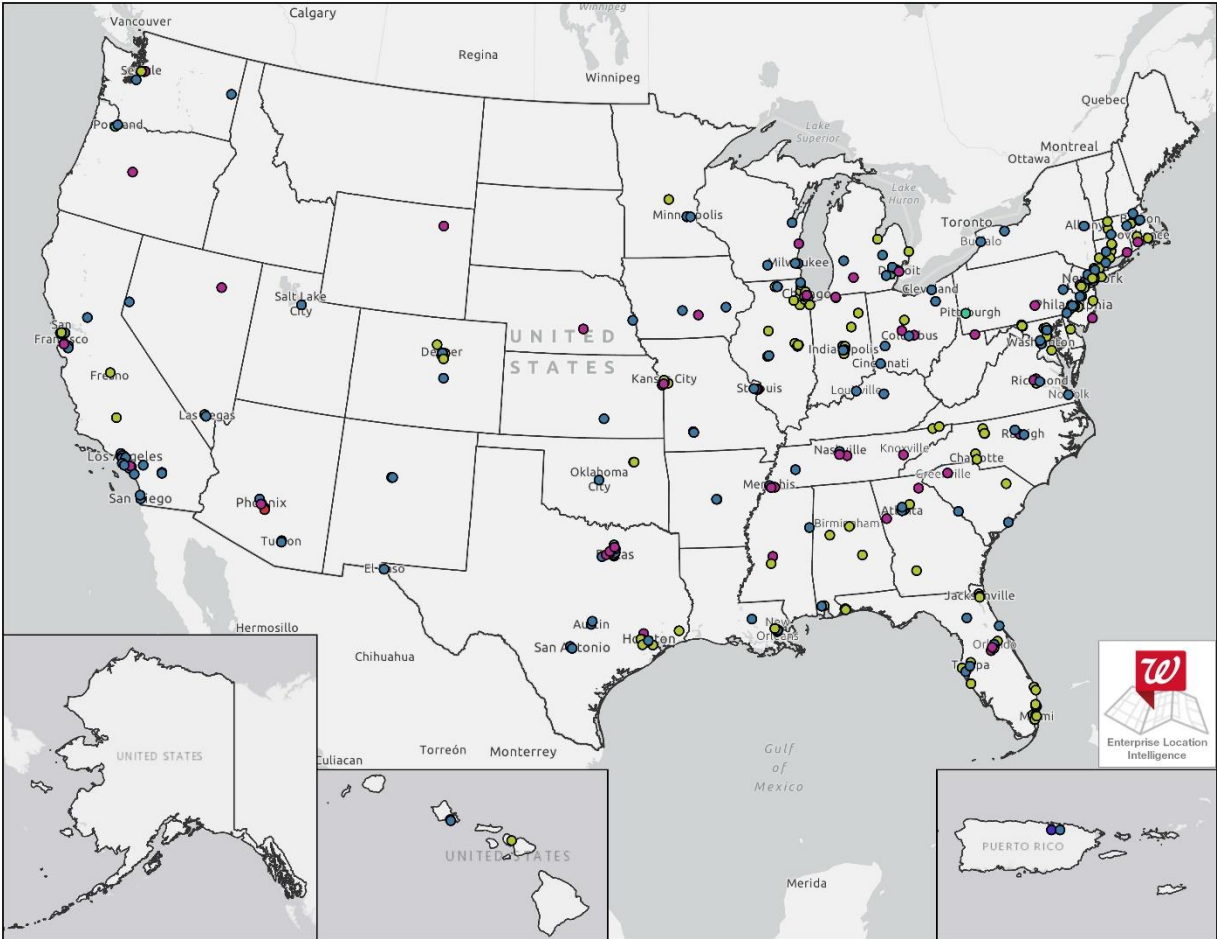 Vancouver
Calgary
Winnipeg
Regina
Winnipeg
Seattle
Portland
Quebec
Montreal
Ottawa
Lake
Superior
Lake
Huron
Toronto
Buffalo
Albany
Boston
Providence
Minneapolis
Milwaukee
Detroit
Chicago
Cleveland
New York
Pittsburgh
Philadelphia
Salt Lake
City
San
Francisco
Fresno
Las Vegas
Denver
UNITED
STATES
Kansas City
St Louis
Indianapolis
Columbus
Cincinnati
Louisville
Washington
Richmond
Norfolk
Los Angeles
San Diego
Phoenix
Tucson
El Paso
Oklahoma
City
Nashville
Knoxville
Raleigh
Charlotte
Greenville
Memphis
Birmingham
Atlanta
Dallas
Austin
San Antonio
Houston
New
Orleans
Jacksonville
Orlando
Tampa
Miami
Hermosillo
Chihuahua
Culiacan
Torreón
Monterrey
Gulf
of
Mexico
Merida
UNITED STATES
UNITED STATES
PUERTO RICO
W
Enterprise Location
Intelligence